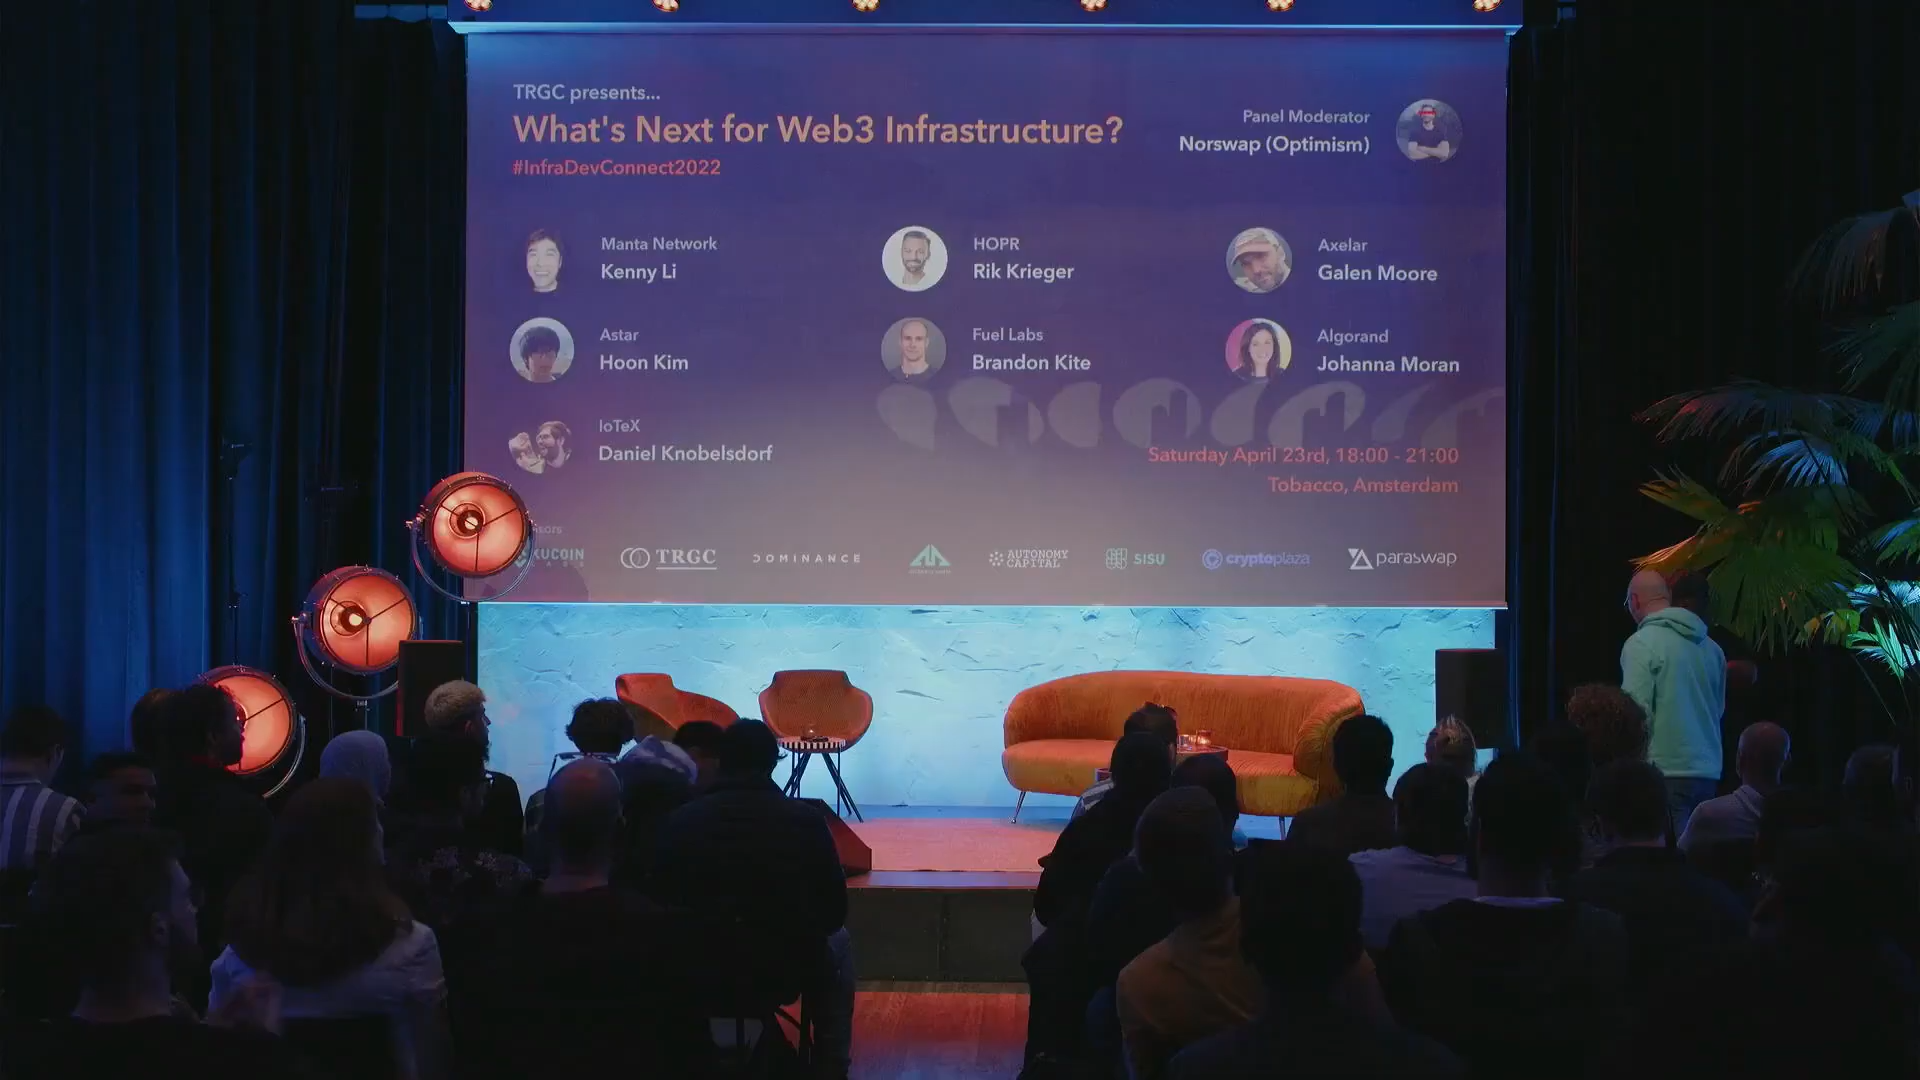 TRGC presents...
What's Next for Web3 Infrastructure?
#InfraDevConnect2022
Panel Moderator
Norswap (Optimism)
Manta Network
Kenny Li
HOPR
Rik Krieger
Axelar
Galen Moore
Astar
Hoon Kim
Fuel Labs
Brandon Kite
Algorand
Johanna Moran
IoTeX
Daniel Knobelsdorf
Saturday April 23rd, 18:00 - 21:00
Tobacco, Amsterdam
KUCOIN
LABS
TRGC
DOMINANCE
AUTONOMY
CAPITAL
SISU
cryptoplaza
paraswap